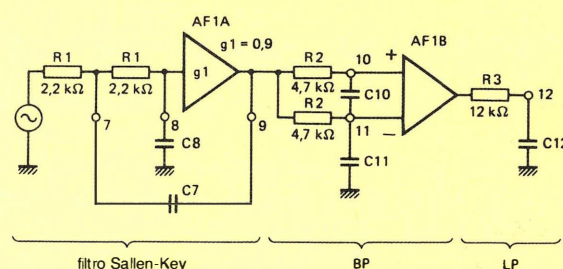 AF1A
g1 = 0,9
R1
R1
g1
2,2 kΩ
2,2 kΩ
7
8
9
C8
C7
R2
10
AF1B
4,7 kΩ
+
C10
R2
11
4,7 kΩ
−
C11
R3
12
12 kΩ
C12
filtro Sallen-Key
BP
LP